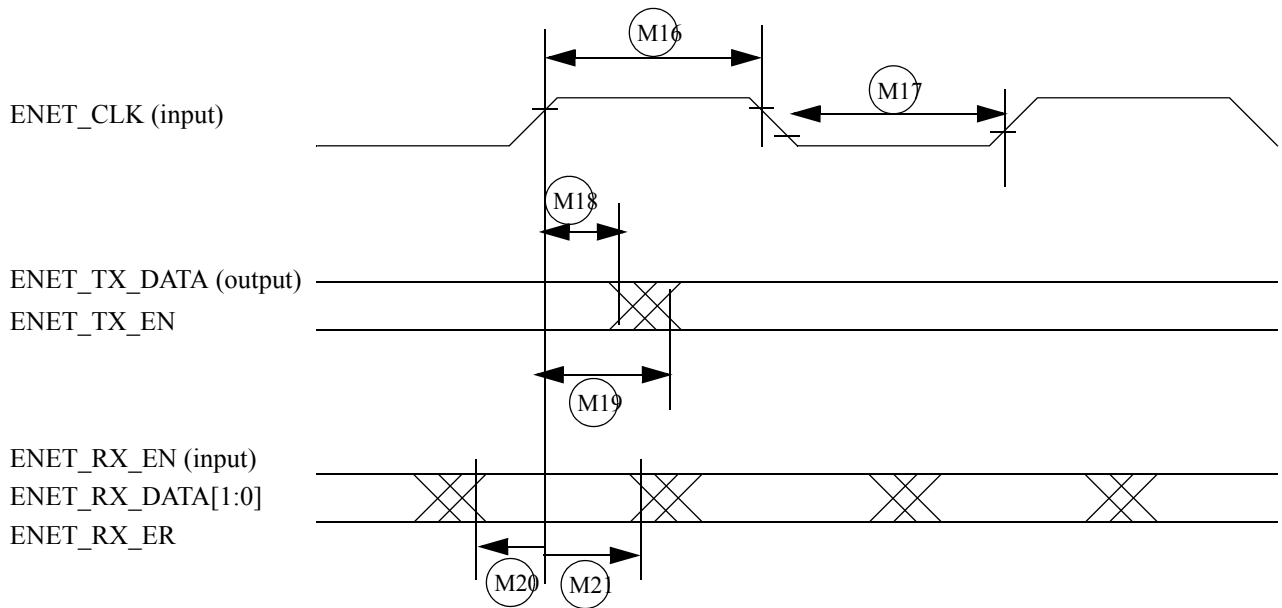 M16
M17
ENET_CLK (input)
M18
ENET_TX_DATA (output)
ENET_TX_EN
M19
ENET_RX_EN (input)
ENET_RX_DATA[1:0]
ENET_RX_ER
M20
M21